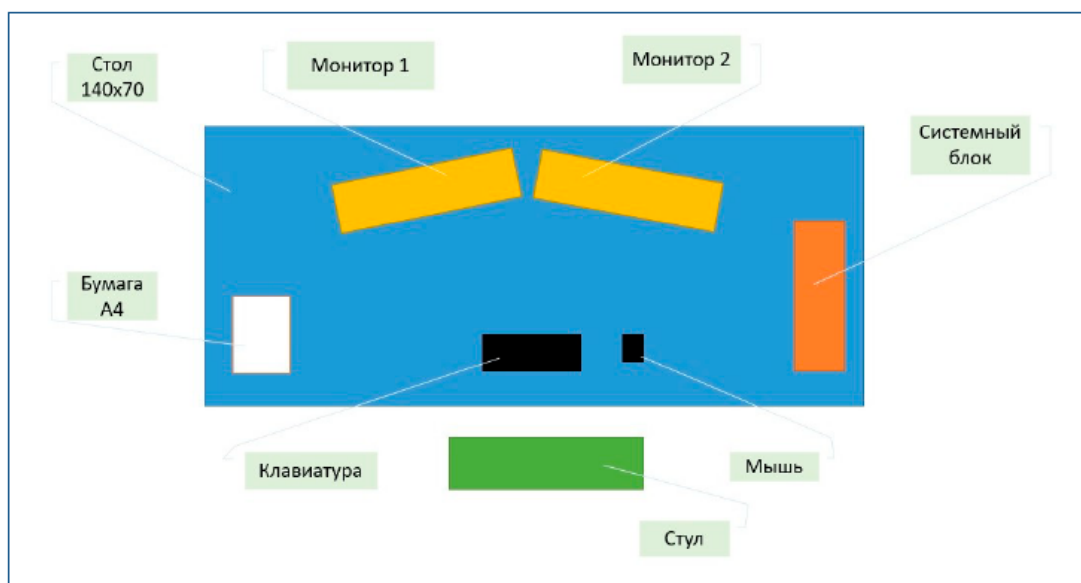 Стол
140x70
Монитор 1
Монитор 2
Системный
блок
Бумага
А4
Клавиатура
Мышь
Стул